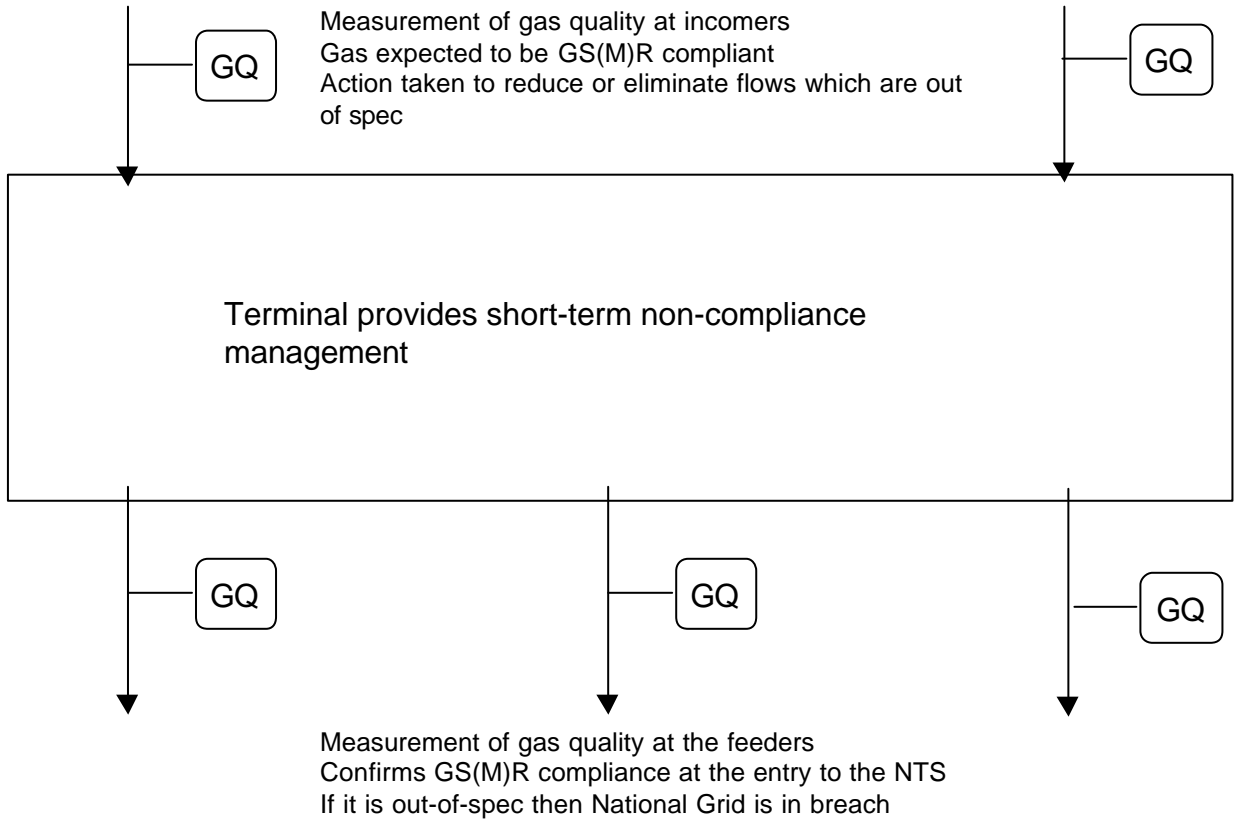 Measurement of gas quality at incomers
Gas expected to be GS(M)R compliant
Action taken to reduce or eliminate flows which are out
of spec
GQ
GQ
Terminal provides short-term non-compliance
management
GQ
GQ
GQ
Measurement of gas quality at the feeders
Confirms GS(M)R compliance at the entry to the NTS
If it is out-of-spec then National Grid is in breach